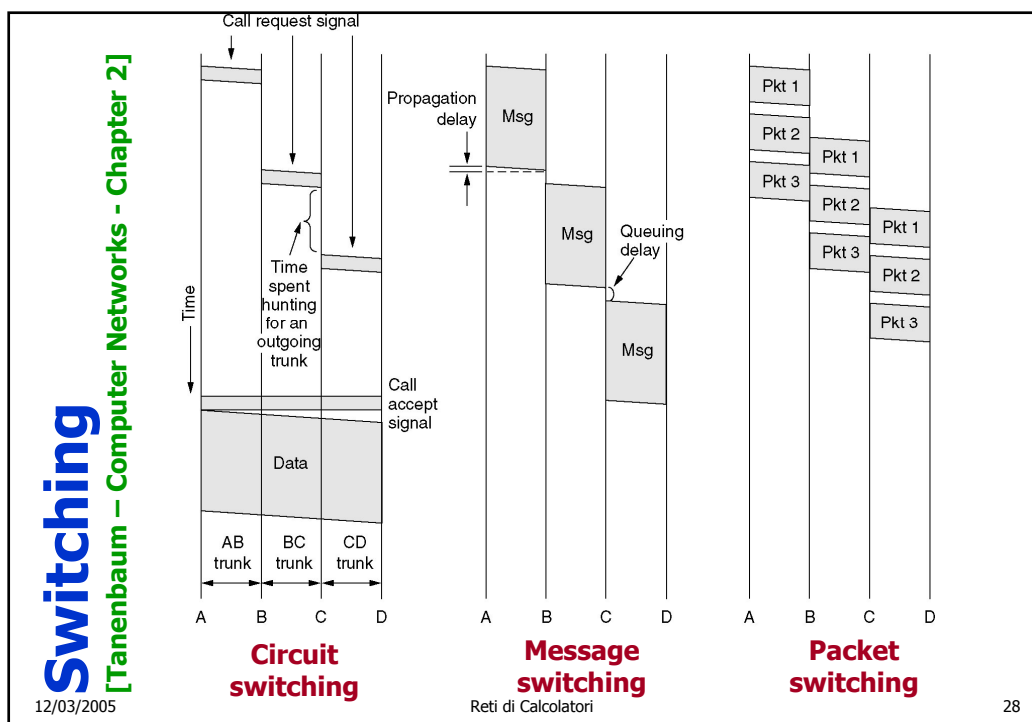 Switching
[Tanenbaum – Computer Networks - Chapter 2]
Call request signal
Time
spent
hunting
for an
outgoing
trunk
Time
Call
accept
signal
Data
AB
trunk
BC
trunk
CD
trunk
A
B
C
D
Circuit
switching
Propagation
delay
Msg
Msg
Queuing
delay
Msg
A
B
C
D
Message
switching
Pkt 1
Pkt 2
Pkt 3
Pkt 1
Pkt 2
Pkt 3
Pkt 1
Pkt 2
Pkt 3
A
B
C
D
Packet
switching
12/03/2005
Reti di Calcolatori
28